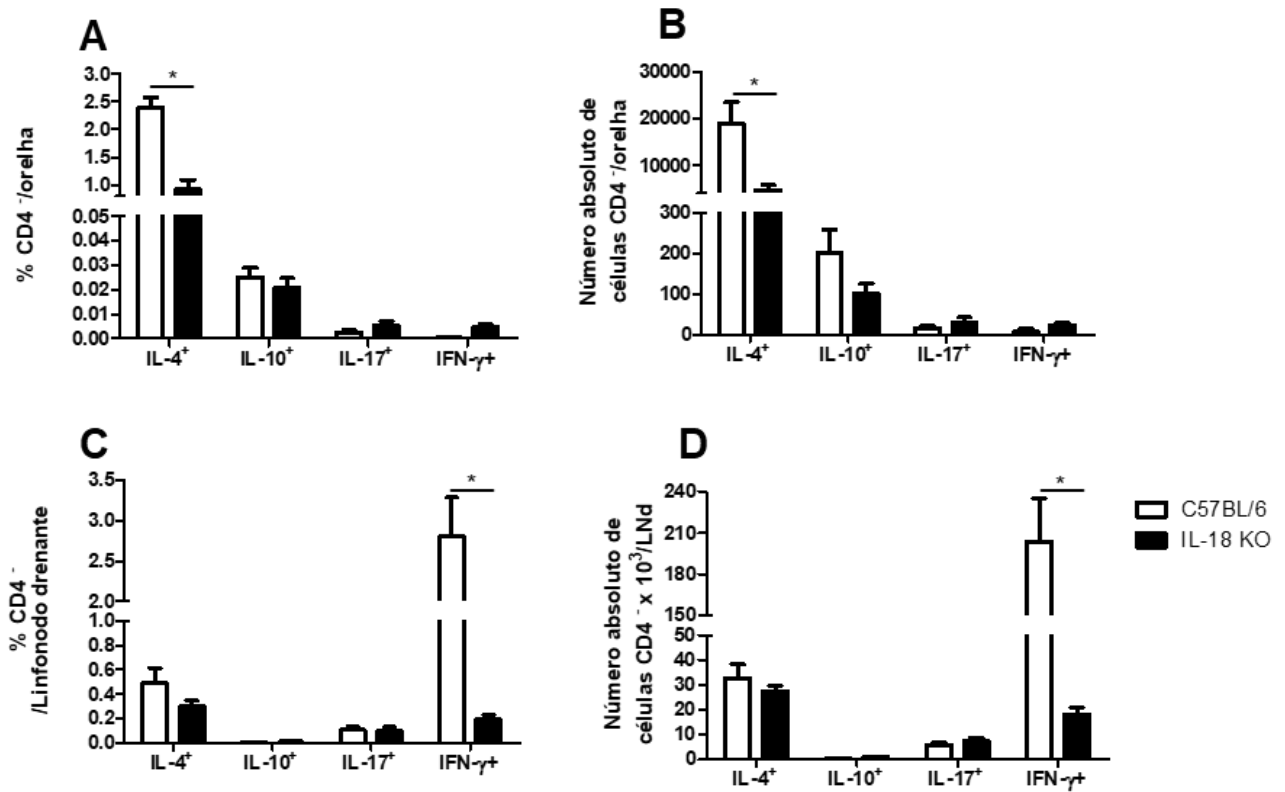 A
% CD4 ⁻/orelha
3.0
2.5
2.0
1.5
1.0
0.05
0.04
0.03
0.02
0.01
0.00
*
IL-4⁺
IL-10⁺
IL-17⁺
IFN-γ+
B
Número absoluto de
células CD4 ⁻/orelha
30000
20000
10000
300
200
100
0
*
IL-4⁺
IL-10⁺
IL-17⁺
IFN-γ+
C
% CD4 ⁻
/Linfonodo drenante
3.5
3.0
2.5
2.0
1.0
0.8
0.6
0.4
0.2
0.0
*
IL-4⁺
IL-10⁺
IL-17⁺
IFN-γ+
D
Número absoluto de
células CD4 ⁻ x 10³/LNd
240
210
180
150
50
40
30
20
10
0
*
IL-4⁺
IL-10⁺
IL-17⁺
IFN-γ+
C57BL/6
IL-18 KO